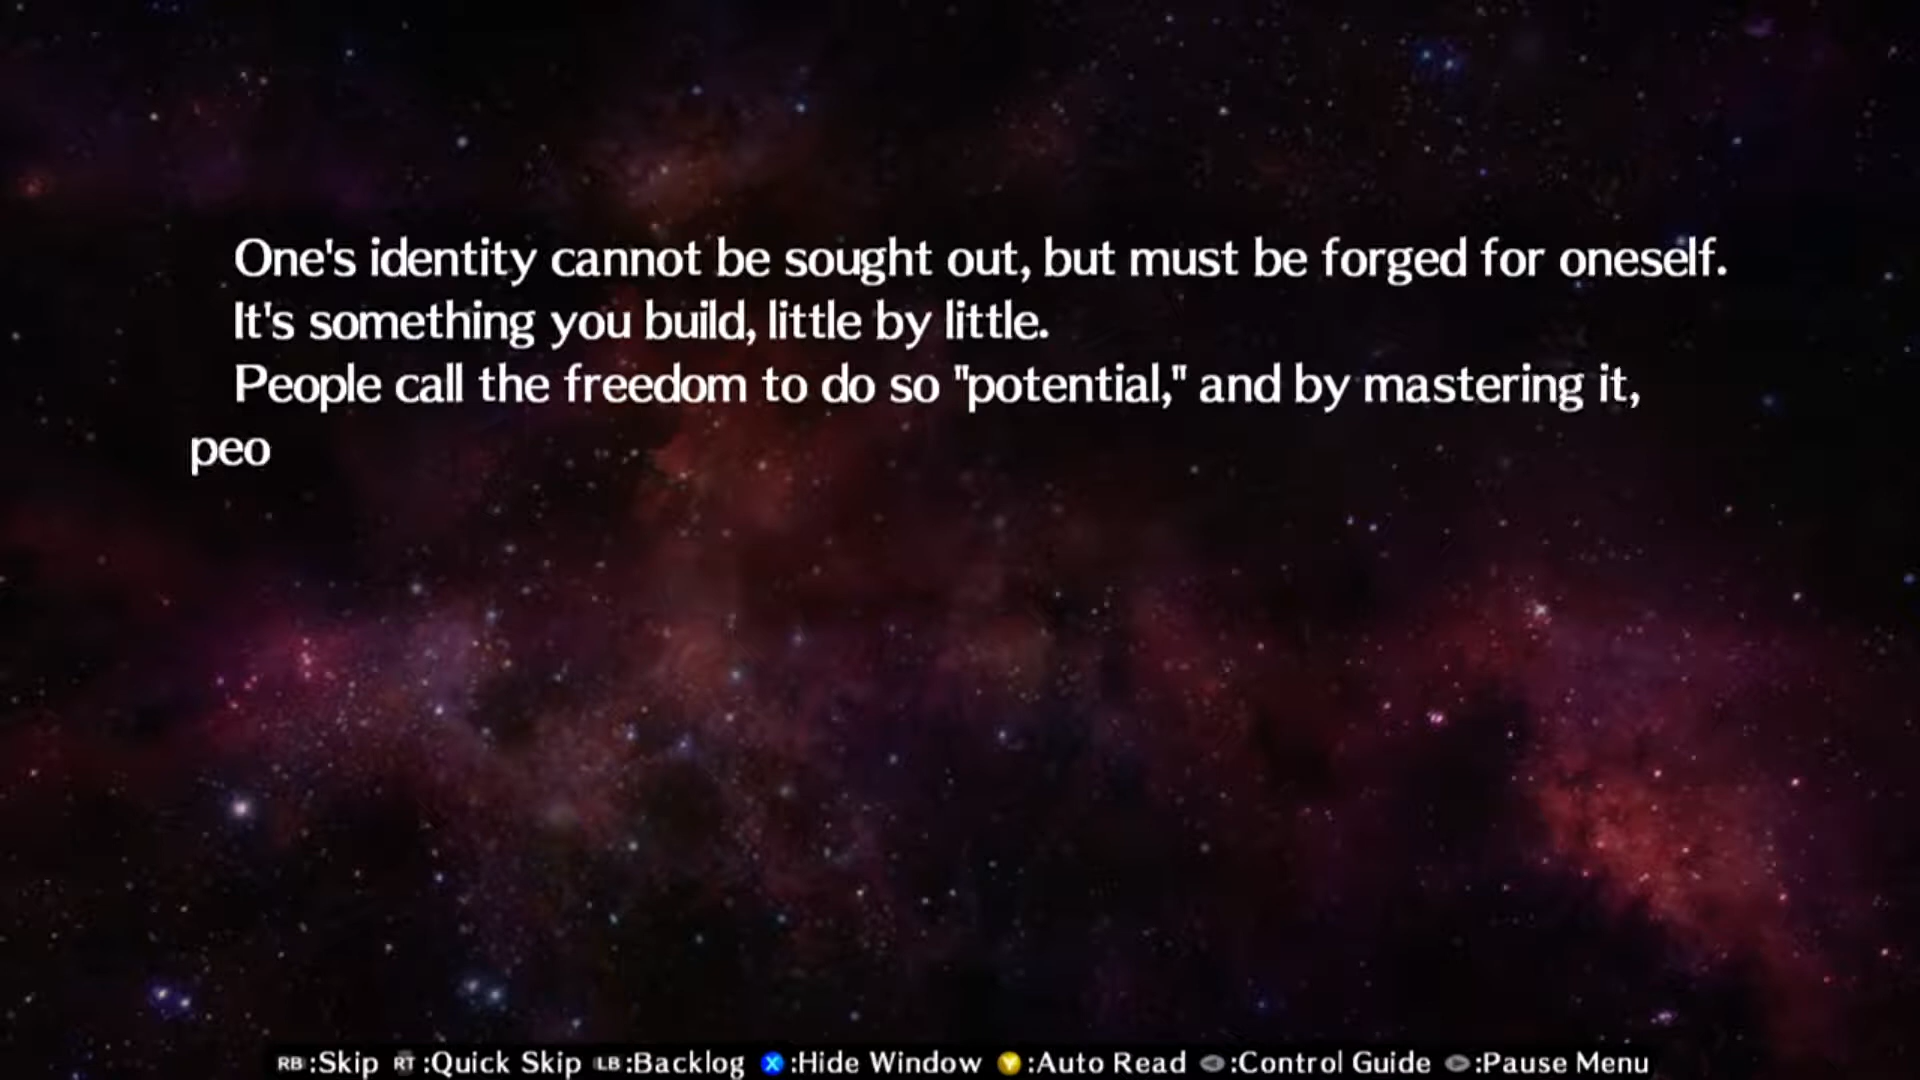 One's identity cannot be sought out, but must be forged for oneself.
It's something you build, little by little.
People call the freedom to do so "potential," and by mastering it,
peo
RB:Skip RT:Quick Skip LB:Backlog X:Hide Window Y:Auto Read :Control Guide :Pause Menu